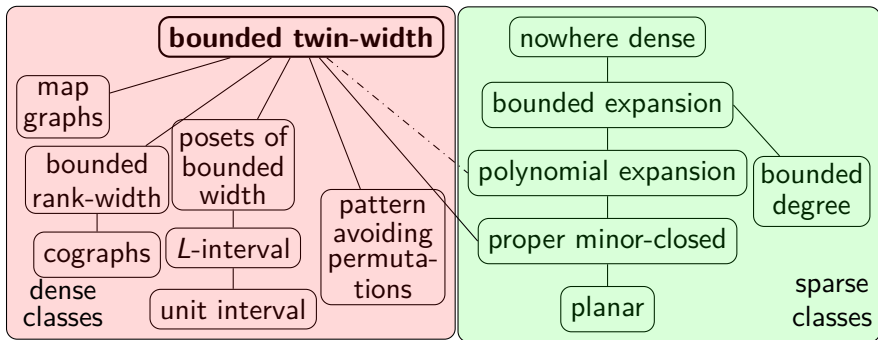 bounded twin-width
map
graphs
bounded
rank-width
cographs
dense
classes
posets of
bounded
width
L-interval
unit interval
pattern
avoiding
permuta-
tions
nowhere dense
bounded expansion
polynomial expansion
proper minor-closed
planar
bounded
degree
sparse
classes